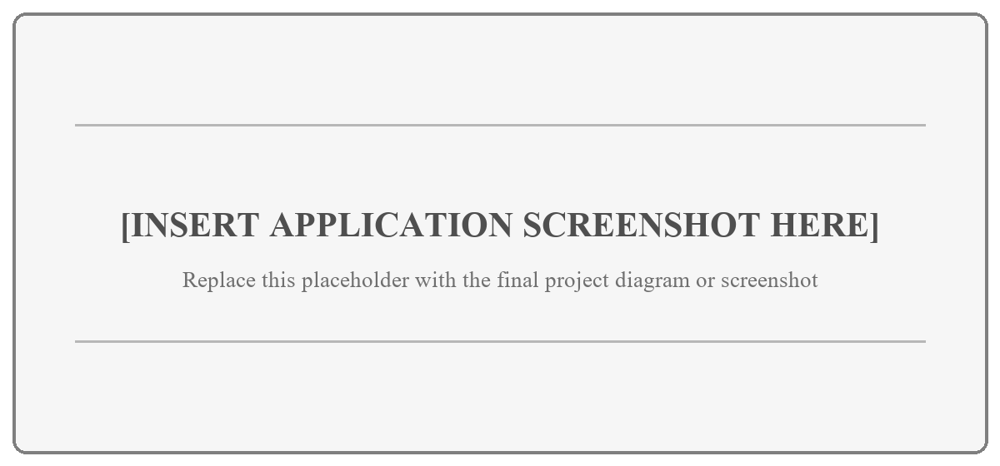 [INSERT APPLICATION SCREENSHOT HERE]
Replace this placeholder with the final project diagram or screenshot